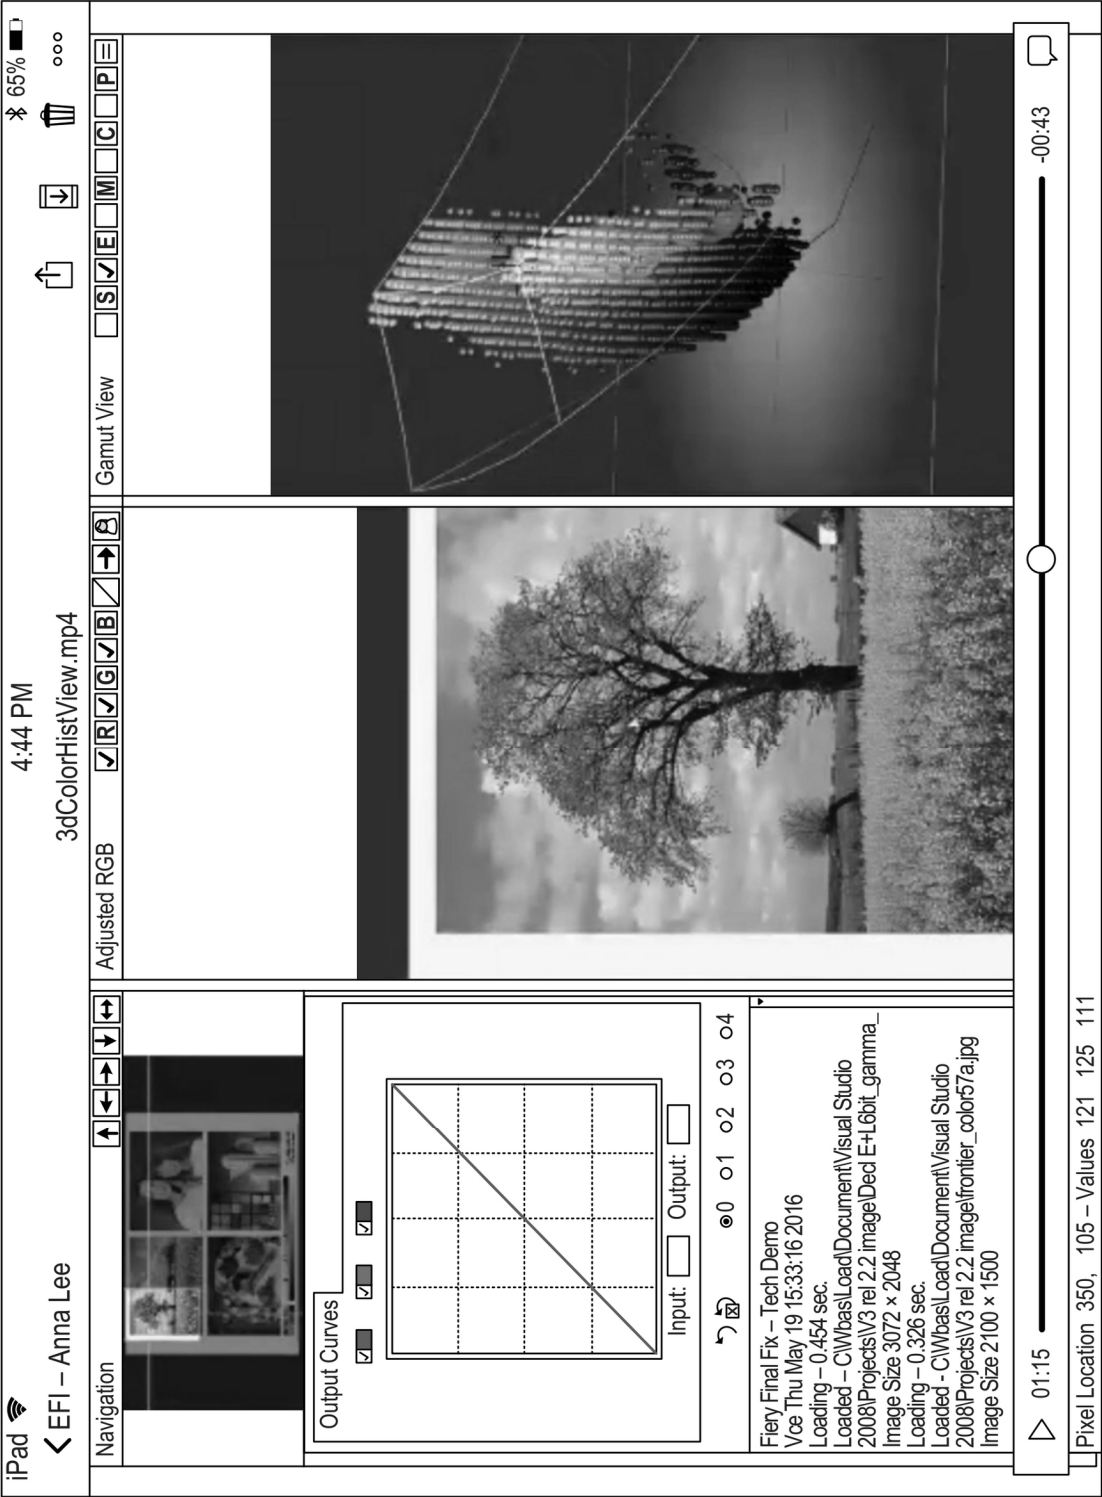 iPad 4:44 PM 65%
EFI – Anna Lee 3dColorHistView.mp4
Navigation
Adjusted RGB
R G B
Gamut View
S E M C P
Output Curves
Input: Output:
0 1 2 3 4
Fiery Final Fix – Tech Demo
Vce Thu May 19 15:33:16 2016
Loading – 0.454 sec.
Loaded – C\Wbas\Load\Document\Visual Studio
2008\Projects\V3 rel 2.2 image\Ded E+L6bit_gamma_
Image Size 3072 × 2048
Loading – 0.326 sec.
Loaded - C\Wbas\Load\Document\Visual Studio
2008\Projects\V3 rel 2.2 image\frontier_color57a.jpg
Image Size 2100 × 1500
01:15 -00:43
Pixel Location 350, 105 – Values 121 125 111